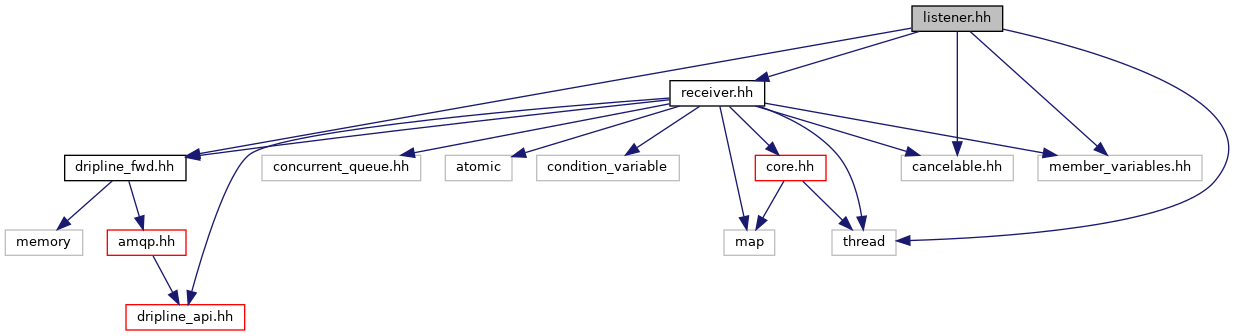 listener.hh
receiver.hh
dripline_fwd.hh
concurrent_queue.hh
atomic
condition_variable
core.hh
cancelable.hh
member_variables.hh
memory
amqp.hh
map
thread
dripline_api.hh